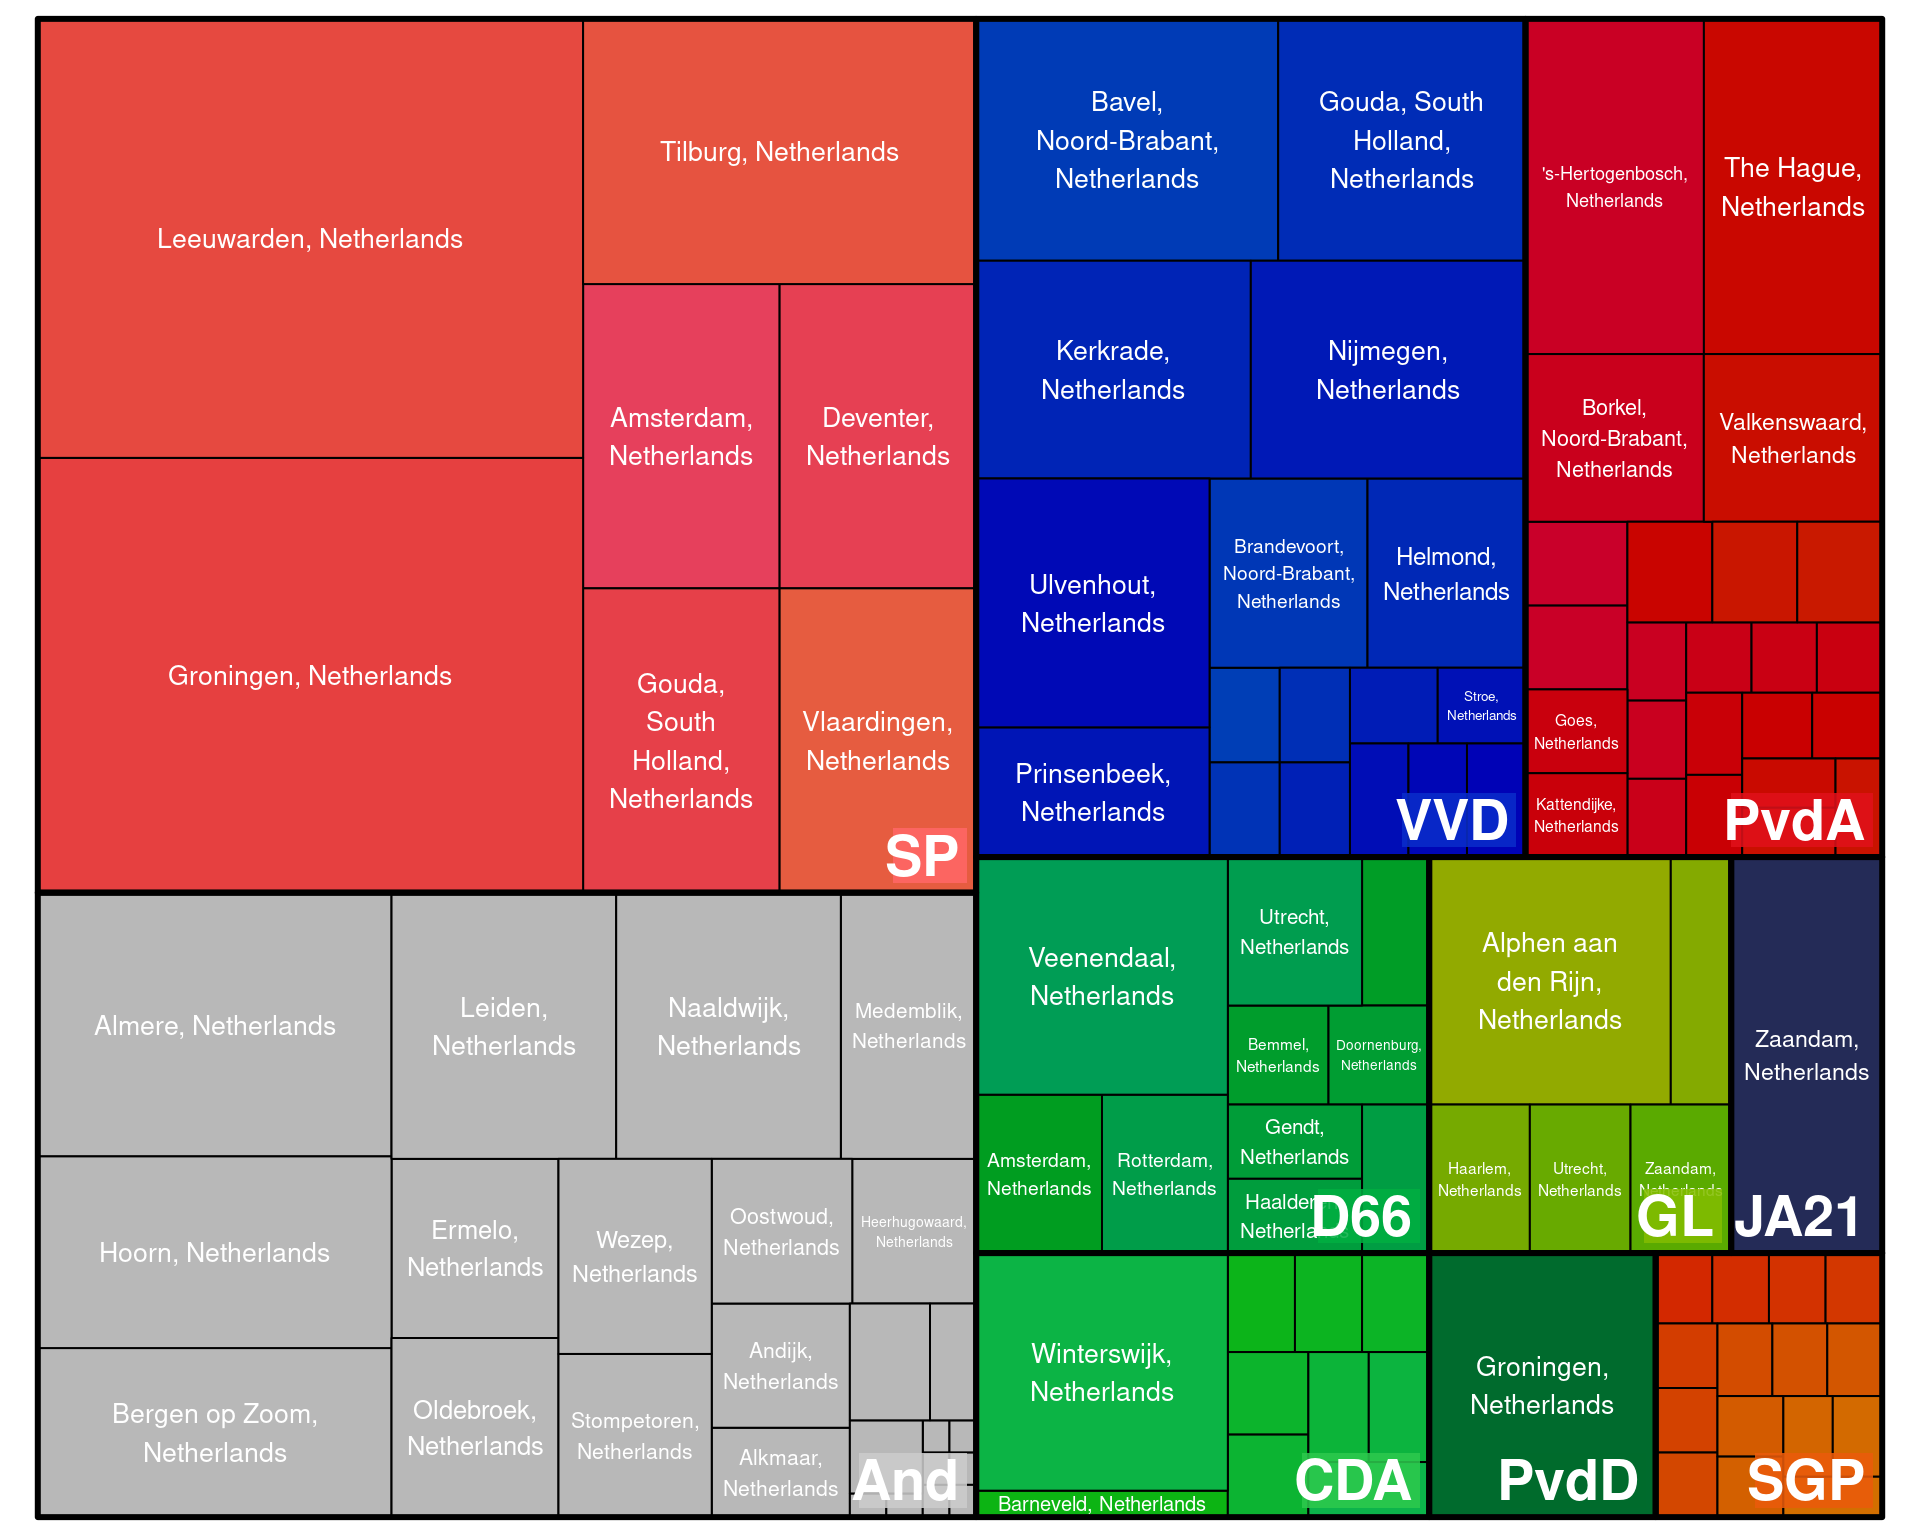 Leeuwarden, Netherlands
Groningen, Netherlands
Tilburg, Netherlands
Amsterdam,
Netherlands
Deventer,
Netherlands
Gouda,
South
Holland,
Netherlands
Vlaardingen,
Netherlands
SP
Bavel,
Noord-Brabant,
Netherlands
Gouda, South
Holland,
Netherlands
Kerkrade,
Netherlands
Nijmegen,
Netherlands
Ulvenhout,
Netherlands
Brandevoort,
Noord-Brabant,
Netherlands
Helmond,
Netherlands
Prinsenbeek,
Netherlands
Stroe,
Netherlands
VVD
's-Hertogenbosch,
Netherlands
The Hague,
Netherlands
Borkel,
Noord-Brabant,
Netherlands
Valkenswaard,
Netherlands
Goes,
Netherlands
Kattendijke,
Netherlands
PvdA
Almere, Netherlands
Leiden,
Netherlands
Naaldwijk,
Netherlands
Medemblik,
Netherlands
Hoorn, Netherlands
Ermelo,
Netherlands
Wezep,
Netherlands
Oostwoud,
Netherlands
Heerhugowaard,
Netherlands
Bergen op Zoom,
Netherlands
Oldebroek,
Netherlands
Stompetoren,
Netherlands
Andijk,
Netherlands
Alkmaar,
Netherlands
And
Veenendaal,
Netherlands
Utrecht,
Netherlands
Bemmel,
Netherlands
Doornenburg,
Netherlands
Amsterdam,
Netherlands
Rotterdam,
Netherlands
Gendt,
Netherlands
Netherlands
D66
Alphen aan
den Rijn,
Netherlands
Haarlem,
Netherlands
Utrecht,
Netherlands
Zaandam,
Netherlands
GL
Zaandam,
Netherlands
JA21
Winterswijk,
Netherlands
Barneveld, Netherlands
CDA
Groningen,
Netherlands
PvdD
SGP